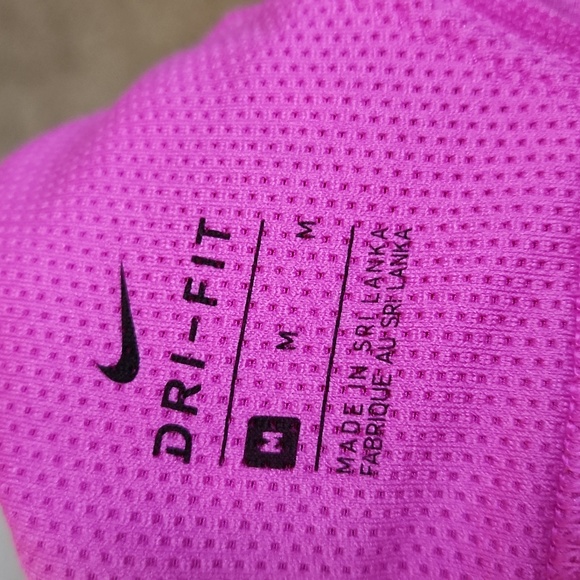 DRI-FIT
M M M
MADE IN SRI LANKA
FABRIQUE AU SRI LANKA